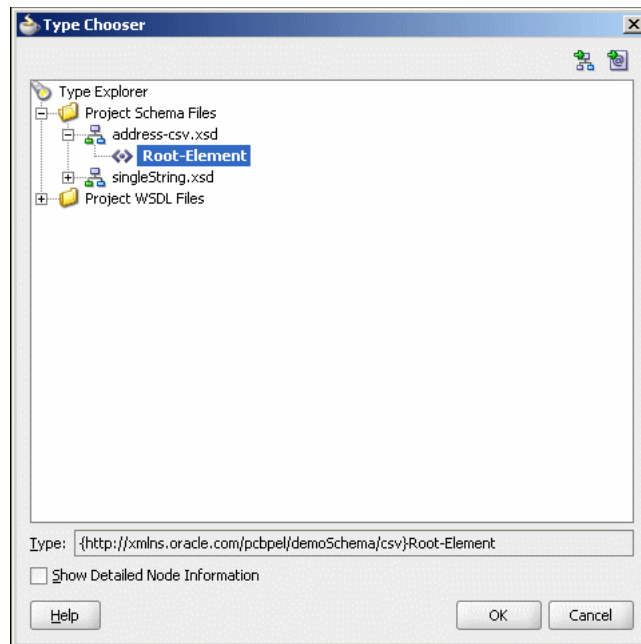 Type Chooser
Type Explorer
Project Schema Files
address-csv.xsd
Root-Element
singleString.xsd
Project WSDL Files
Type: {http://xmlns.oracle.com/pcbpel/demoSchema/csv}Root-Element
Show Detailed Node Information
Help OK Cancel